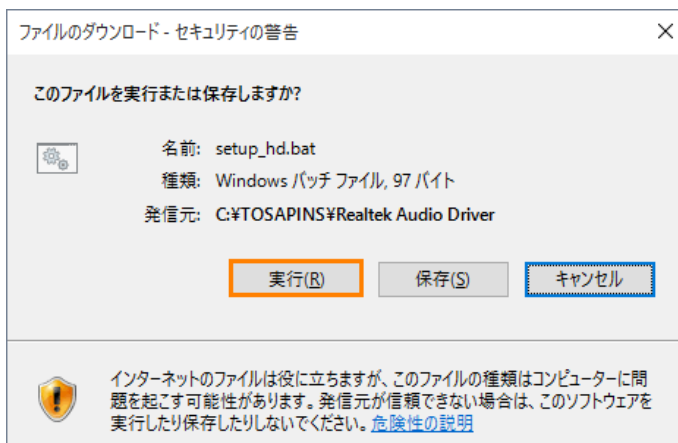 ファイルのダウンロード - セキュリティの警告
このファイルを実行または保存しますか?
名前: setup_hd.bat
種類: Windows バッチ ファイル, 97 バイト
発信元: C:¥TOSAPINS¥Realtek Audio Driver
実行(R) 保存(S) キャンセル
インターネットのファイルは役に立ちますが、このファイルの種類はコンピューターに問
題を起こす可能性があります。発信元が信頼できない場合は、このソフトウェアを
実行したり保存したりしないでください。危険性の説明